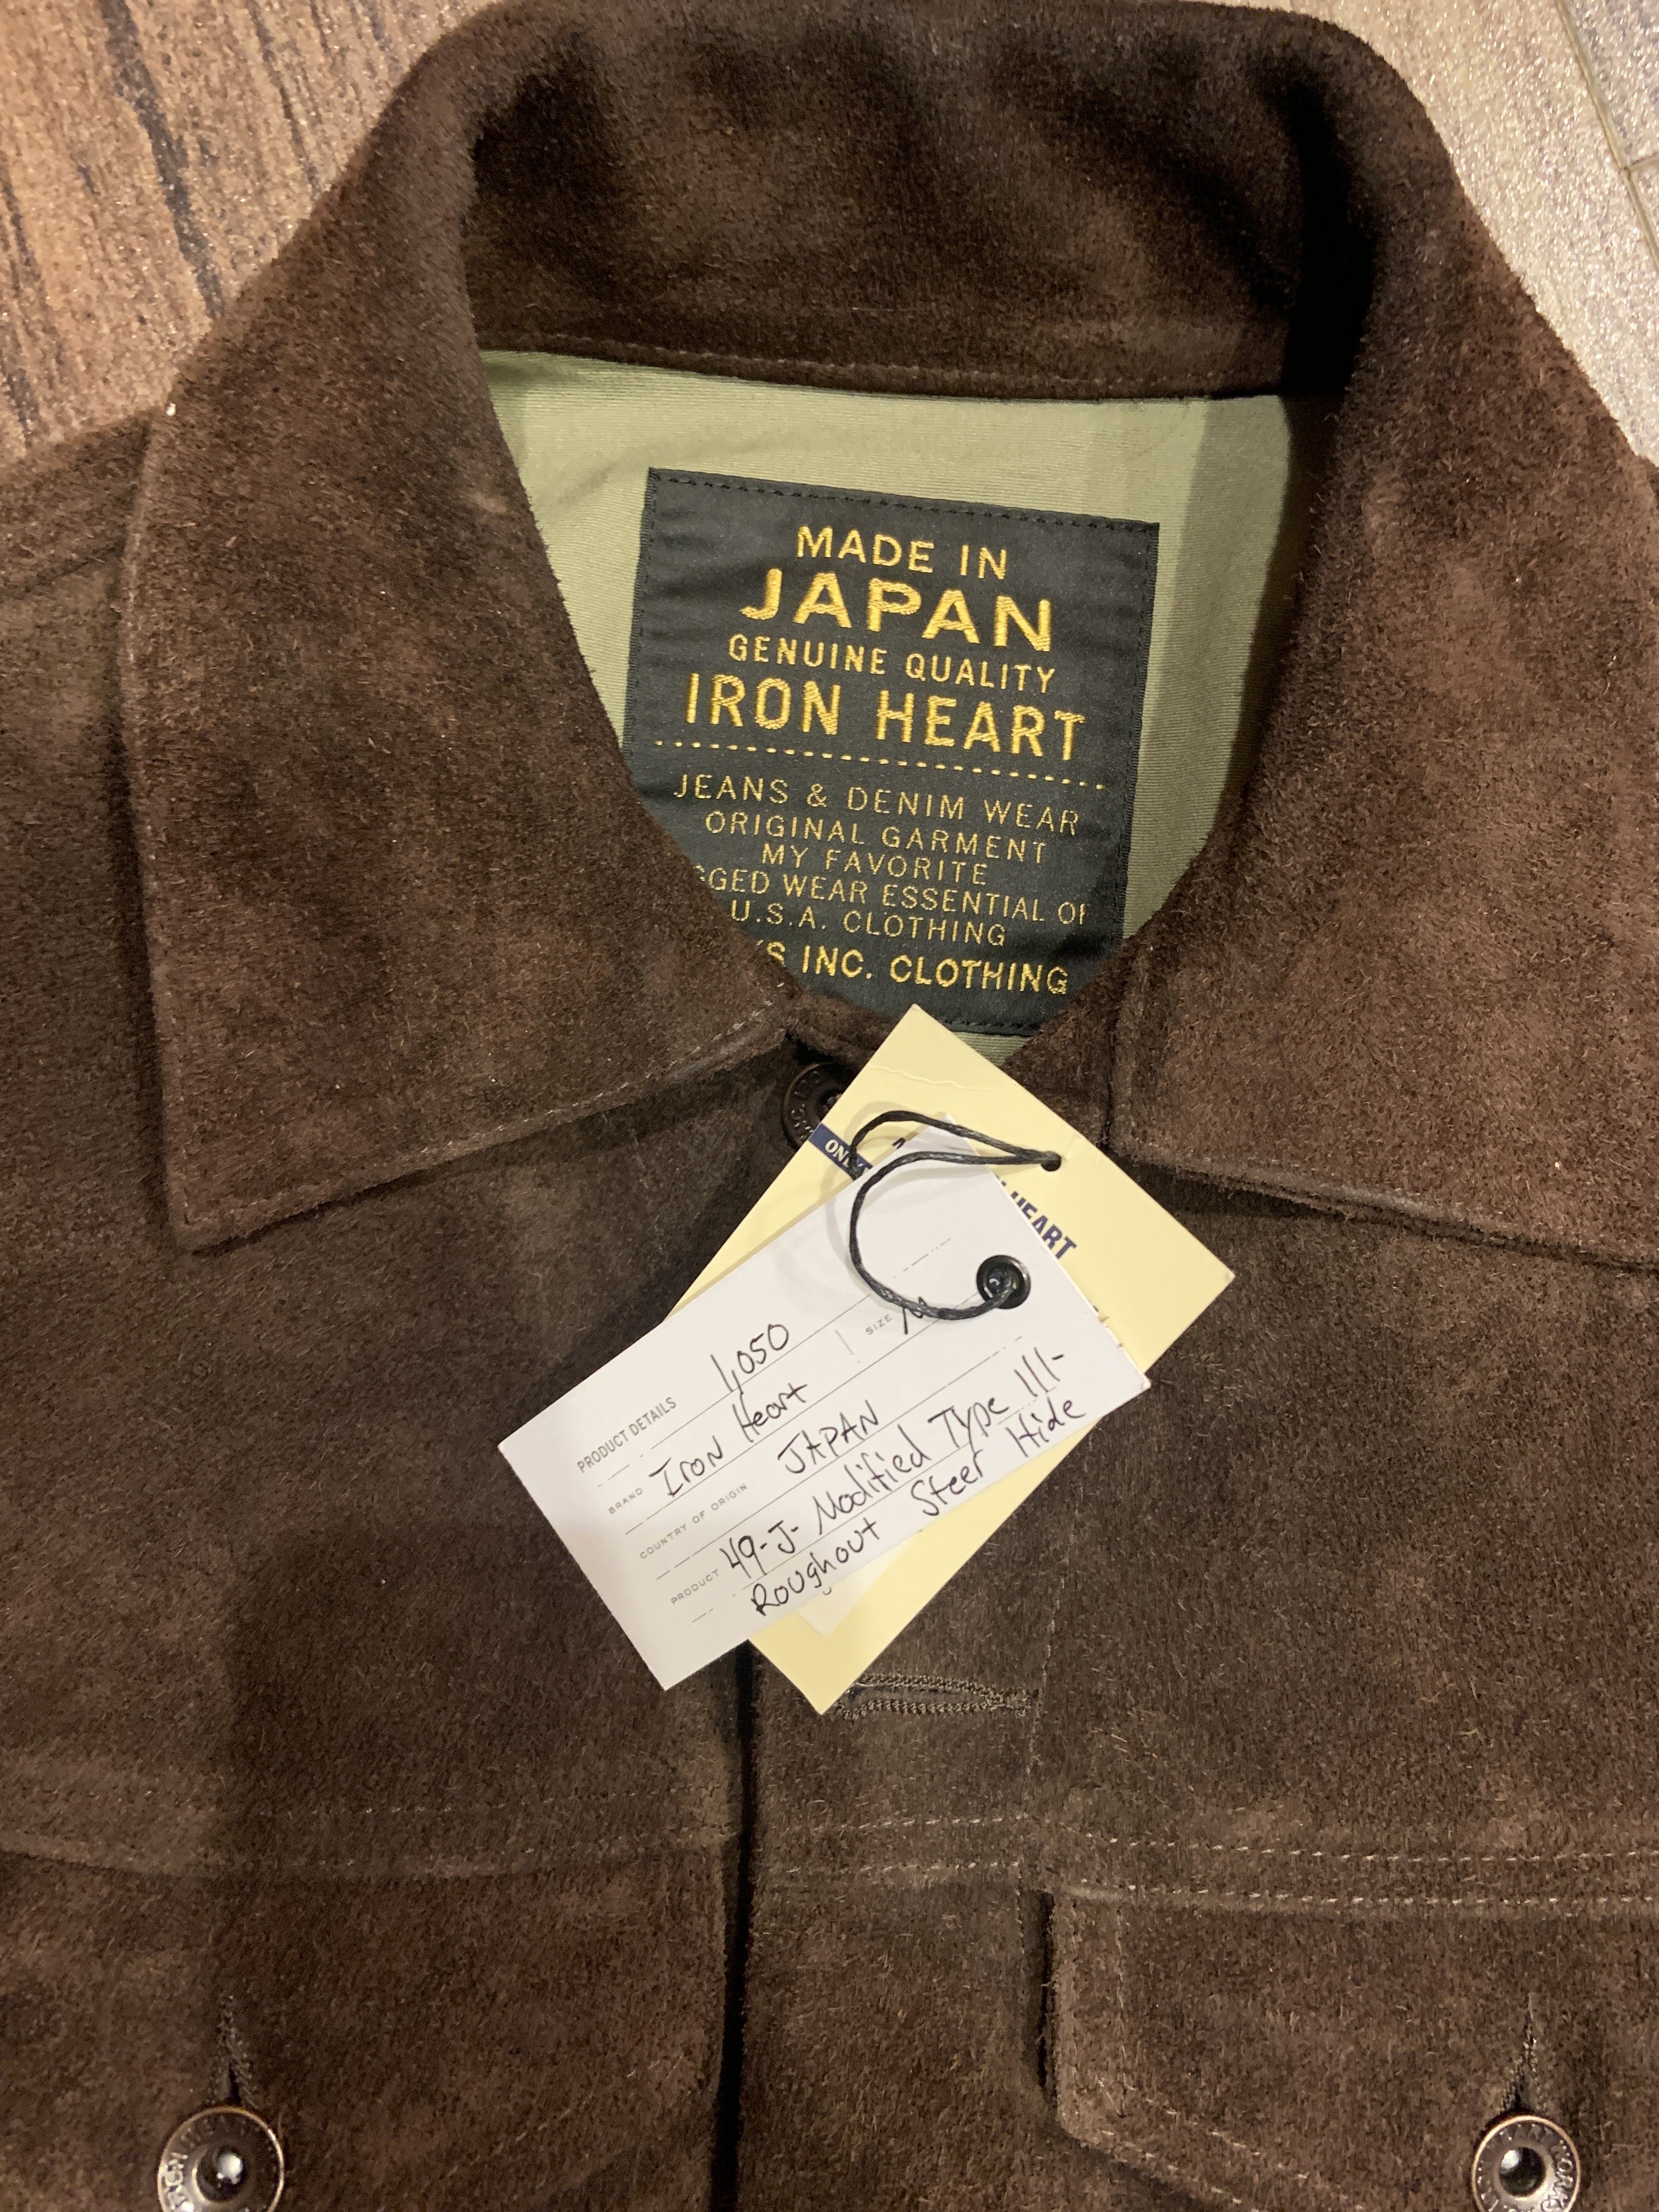 MADE IN
JAPAN
GENUINE QUALITY
IRON HEART
JEANS & DENIM WEAR
ORIGINAL GARMENT
MY FAVORITE
WEAR ESSENTIAL
U.S.A. CLOTHING
INC. CLOTHING
HEART
PRODUCT DETAILS 1,050
BRAND Iron Heart SIZE M
COUNTRY OF ORIGIN JAPAN
PRODUCT 49-J- Modified Type III-
Roughout Steer Hide